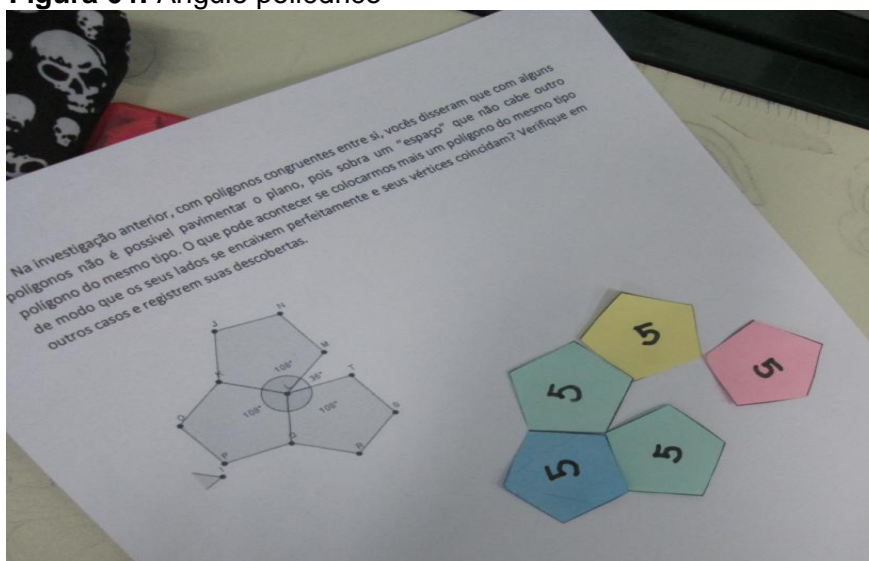 Figura 51. Ângulo poliedrios
Na investigação anterior, com polígonos congruentes entre si, vocês disseram que com alguns
polígonos não é possível pavimentar o plano, pois sobra um "espaço" que não cabe outro
polígono do mesmo tipo. O que pode acontecer se colocarmos mais um polígono do mesmo tipo
de modo que os seus lados se encaixem perfeitamente e seus vértices coincidam? Verifique em
outros casos e registrem suas descobertas.
J
N
M
K
108°
L
36°
T
O
108°
108°
S
P
Q
R
I
5
5
5
5
5